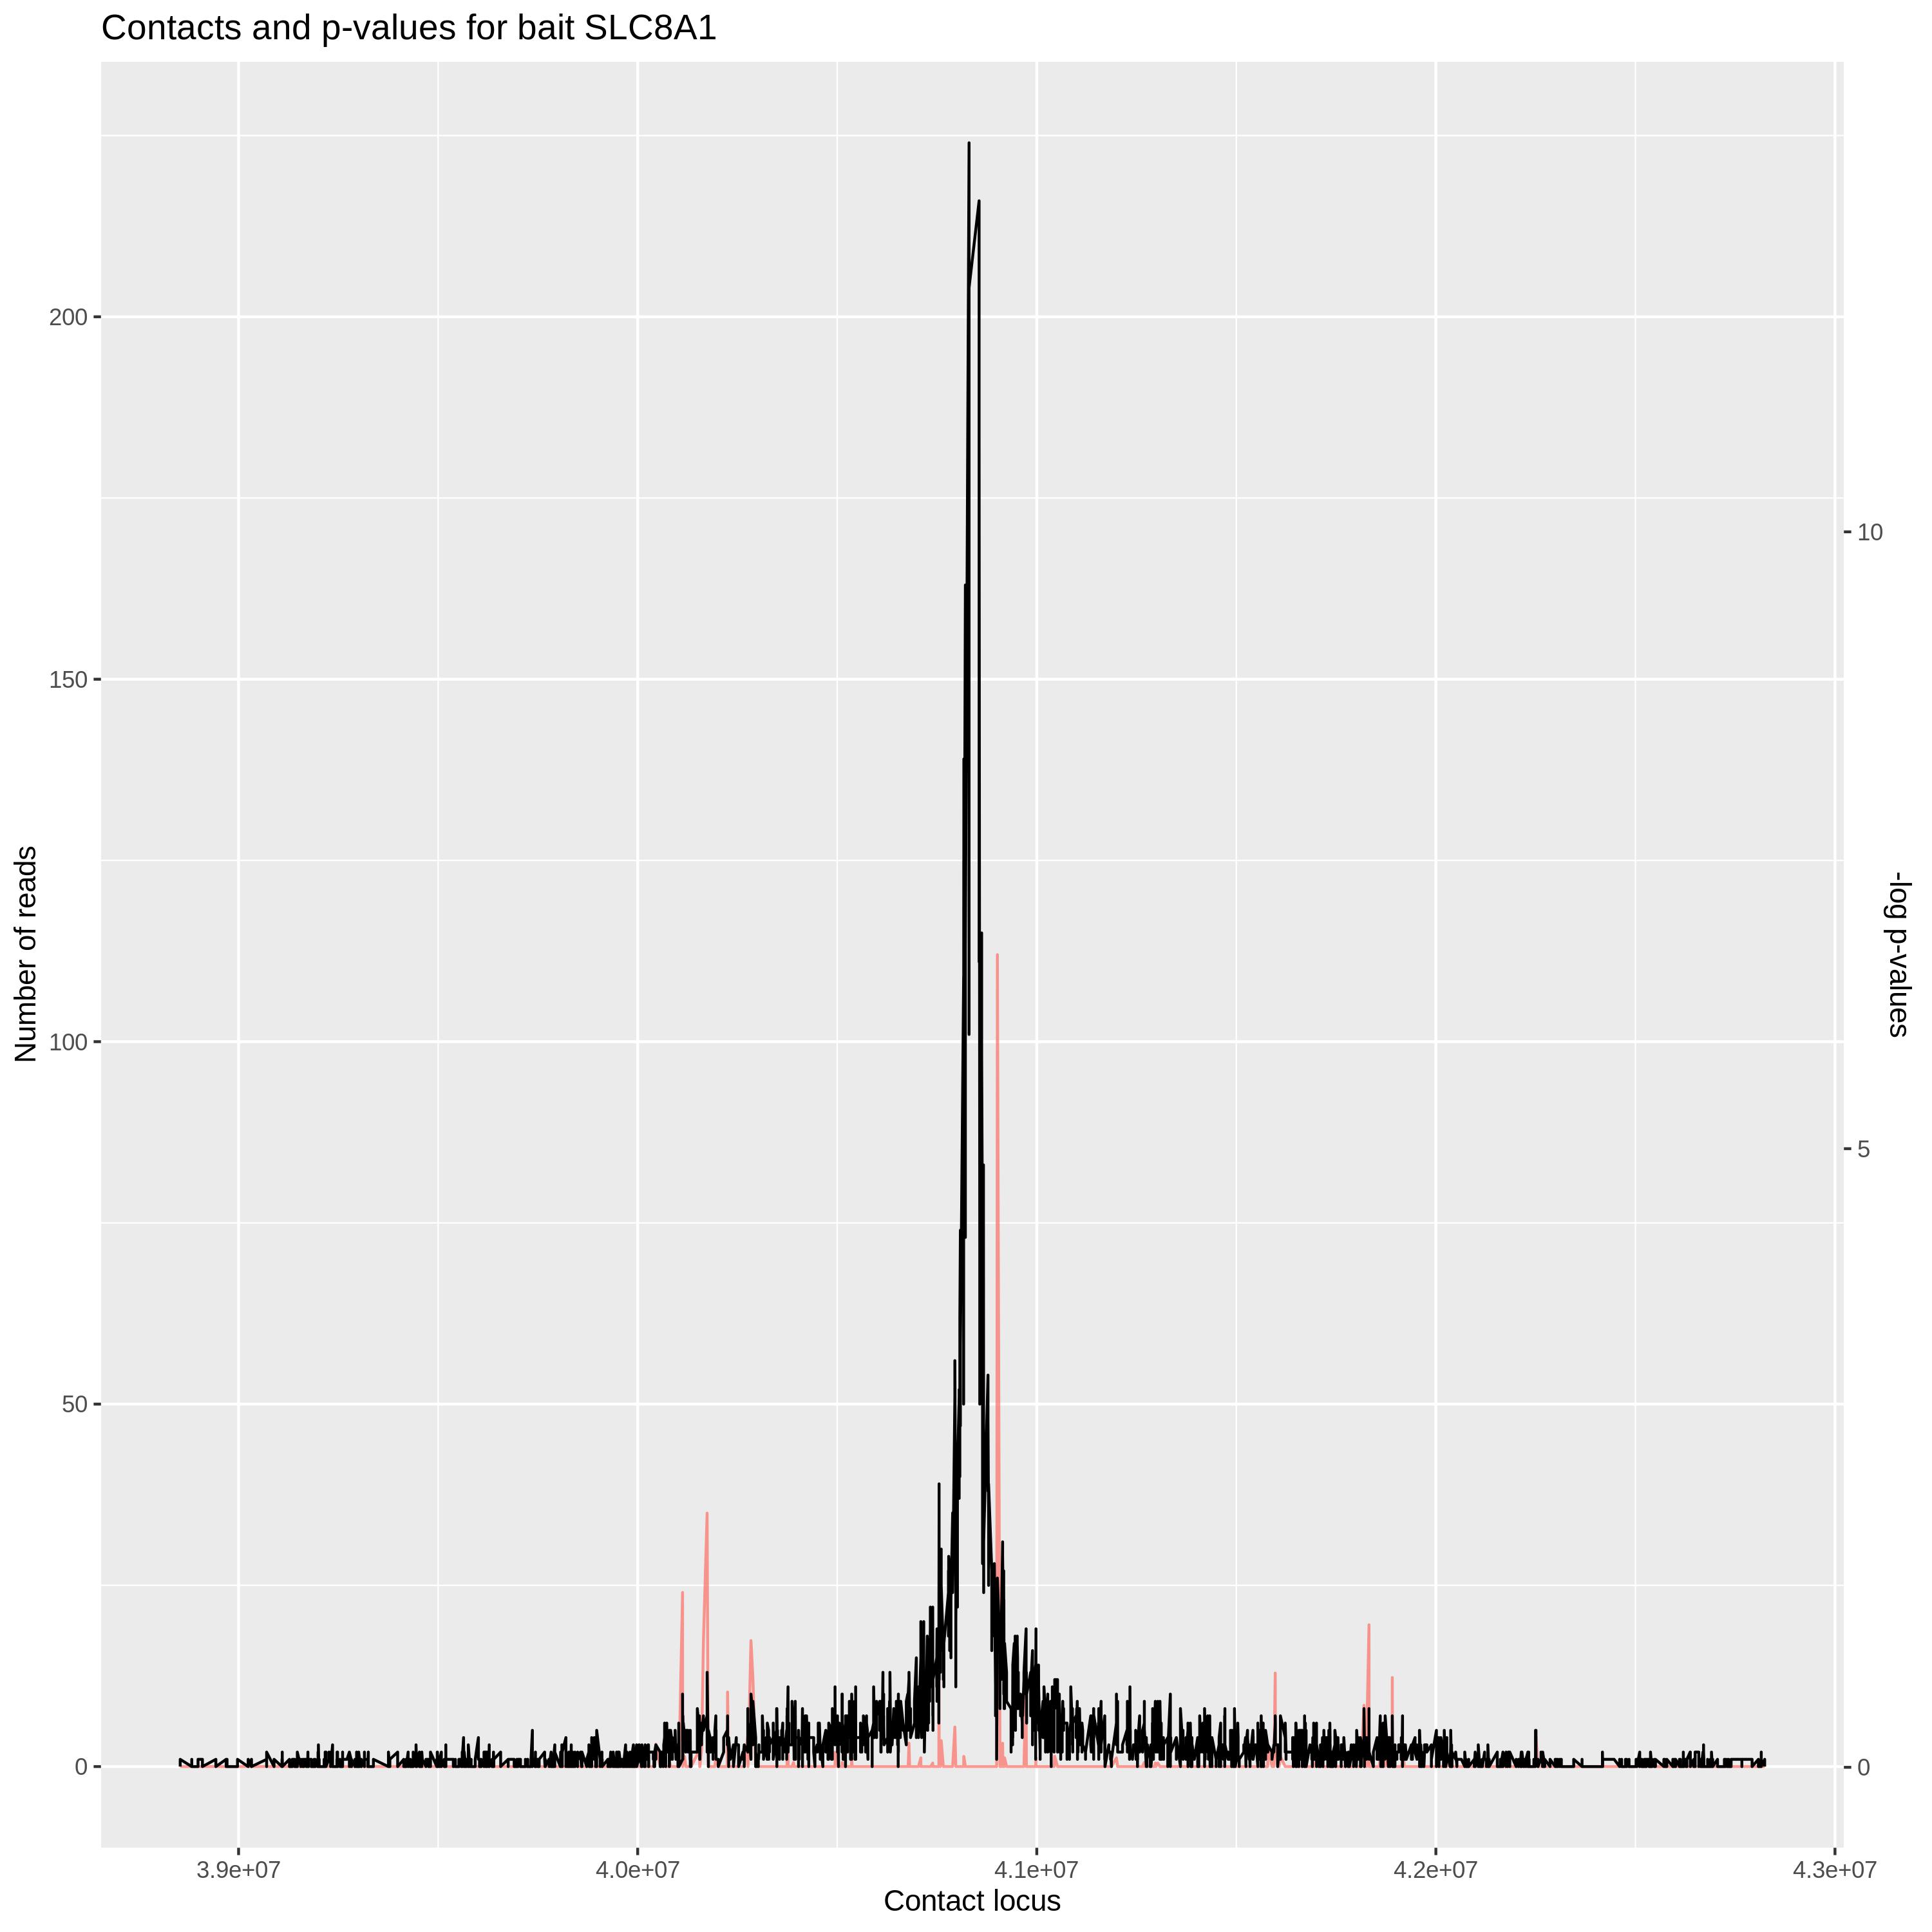 Contacts and p-values for bait SLC8A1
200
150
100
50
0
Number of reads
10
5
0
-log p-values
3.9e+07
4.0e+07
4.1e+07
4.2e+07
4.3e+07
Contact locus